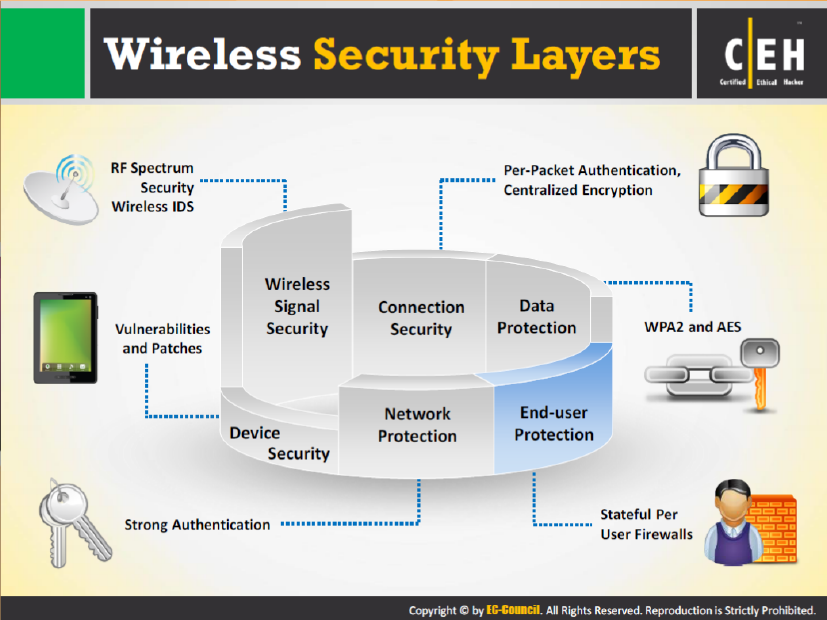 Wireless Security Layers
C|EH
Certified Ethical Hacker
RF Spectrum
Security
Wireless IDS
Per-Packet Authentication,
Centralized Encryption
Wireless
Signal
Security
Connection
Security
Data
Protection
Vulnerabilities
and Patches
WPA2 and AES
Device
Security
Network
Protection
End-user
Protection
Strong Authentication
Stateful Per
User Firewalls
Copyright © by EC-Council. All Rights Reserved. Reproduction is Strictly Prohibited.